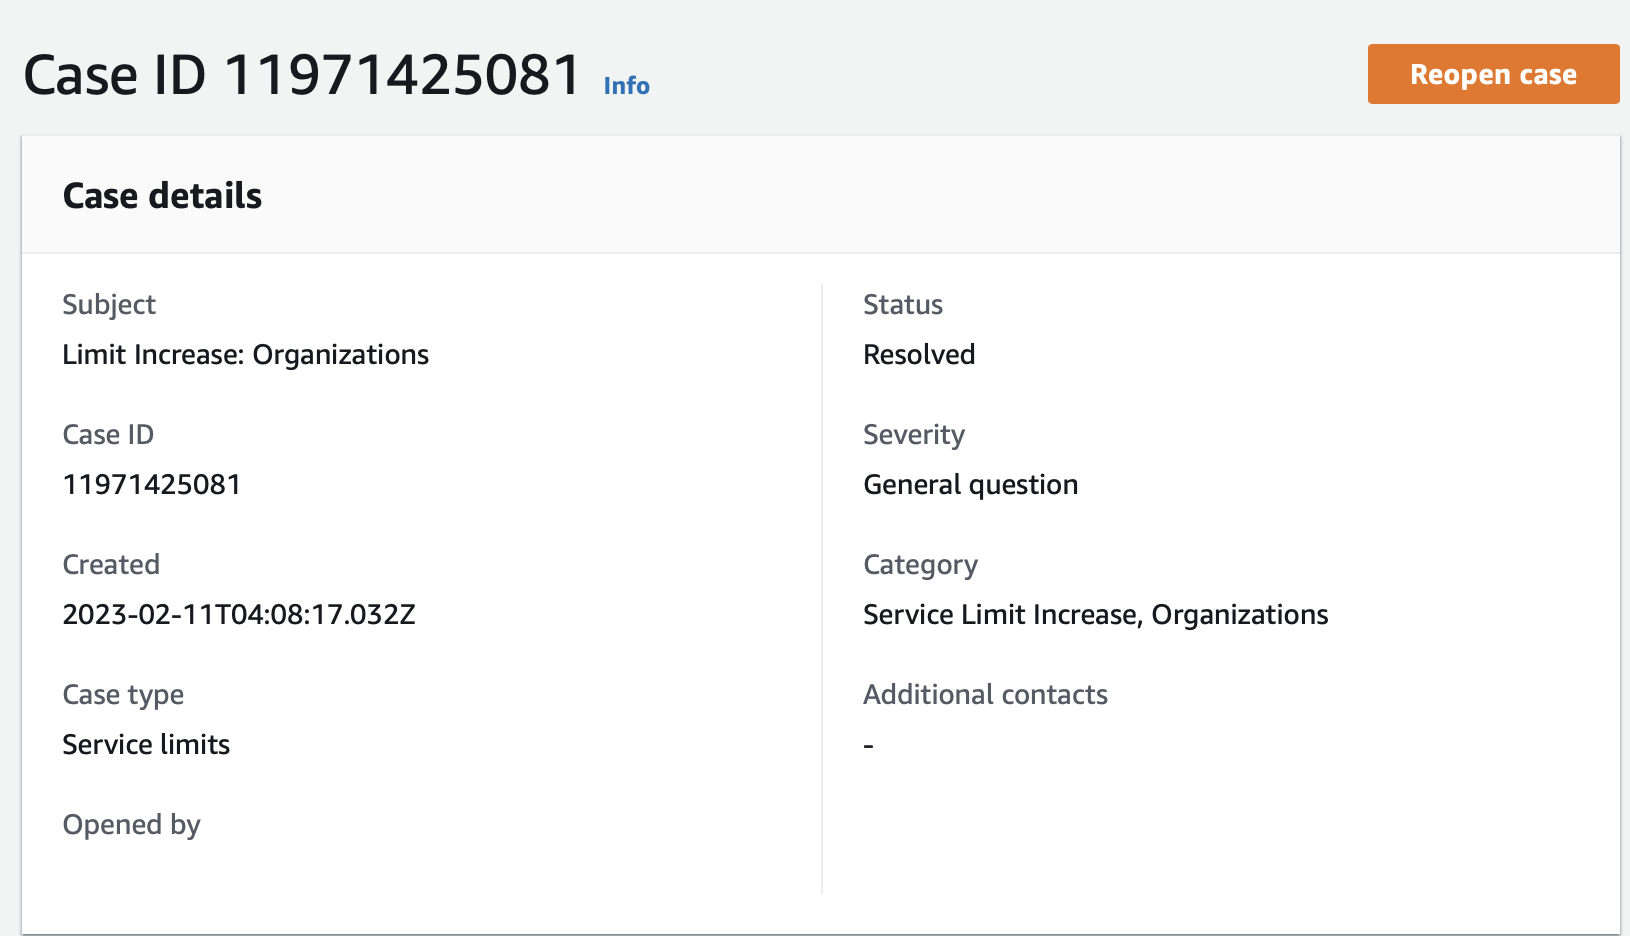 Case ID 11971425081 Info
Reopen case
Case details
Subject
Limit Increase: Organizations
Case ID
11971425081
Created
2023-02-11T04:08:17.032Z
Case type
Service limits
Opened by
Status
Resolved
Severity
General question
Category
Service Limit Increase, Organizations
Additional contacts
-